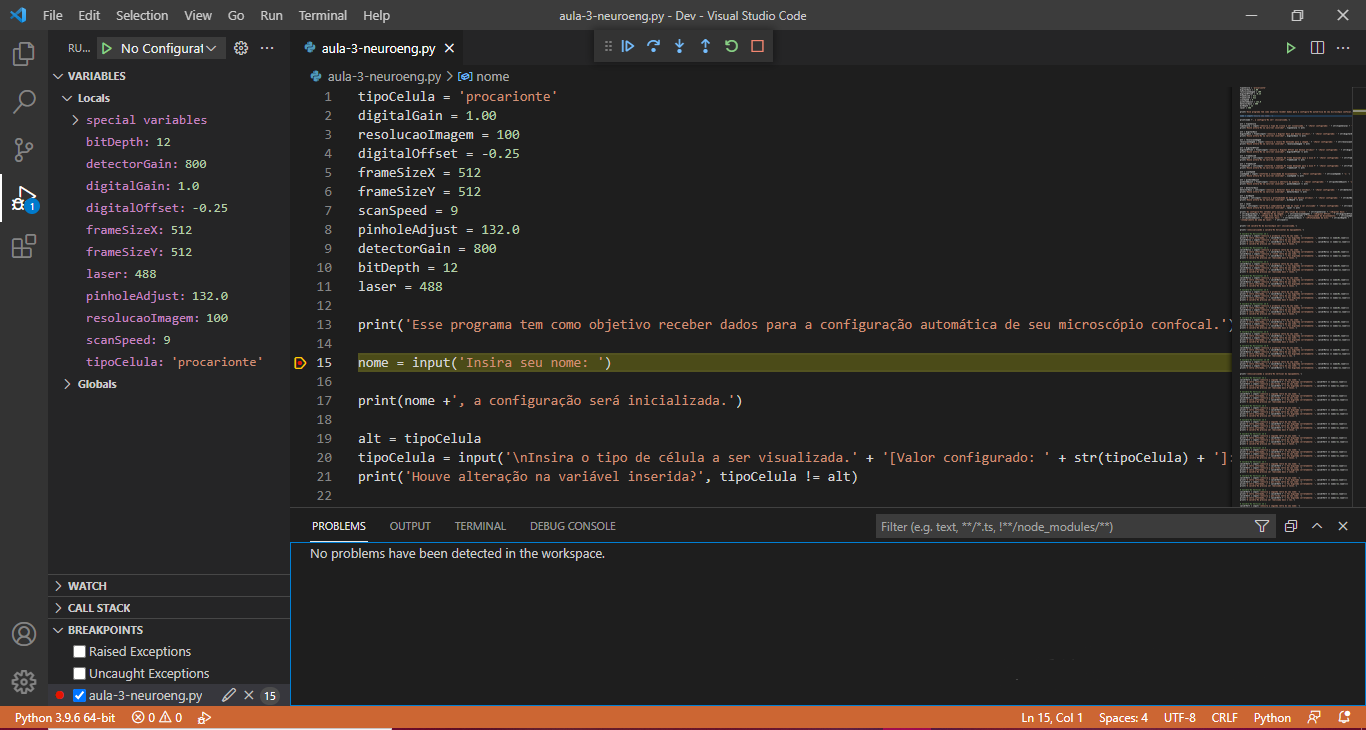 File Edit Selection View Go Run Terminal Help
aula-3-neuroeng.py - Dev - Visual Studio Code
RU... No Configurat
aula-3-neuroeng.py
aula-3-neuroeng.py > nome
VARIABLES
Locals
special variables
bitDepth: 12
detectorGain: 800
digitalGain: 1.0
digitalOffset: -0.25
frameSizeX: 512
frameSizeY: 512
laser: 488
pinholeAdjust: 132.0
resolucaoImagem: 100
scanSpeed: 9
tipoCelula: 'procarionte'
Globals
WATCH
CALL STACK
BREAKPOINTS
Raised Exceptions
Uncaught Exceptions
aula-3-neuroeng.py 15
1
1 tipoCelula = 'procarionte'
2 digitalGain = 1.00
3 resolucaoImagem = 100
4 digitalOffset = -0.25
5 frameSizeX = 512
6 frameSizeY = 512
7 scanSpeed = 9
8 pinholeAdjust = 132.0
9 detectorGain = 800
10 bitDepth = 12
11 laser = 488
12
13 print('Esse programa tem como objetivo receber dados para a configuração automática de seu microscópio confocal.')
14
15 nome = input('Insira seu nome: ')
16
17 print(nome +', a configuração será inicializada.')
18
19 alt = tipoCelula
20 tipoCelula = input('\nInsira o tipo de célula a ser visualizada.' + '[Valor configurado: ' + str(tipoCelula) + ']:
21 print('Houve alteração na variável inserida?', tipoCelula != alt)
22
PROBLEMS OUTPUT TERMINAL DEBUG CONSOLE
Filter (e.g. text, **/*.ts, !**/node_modules/**)
No problems have been detected in the workspace.
Python 3.9.6 64-bit 0 0
Ln 15, Col 1 Spaces: 4 UTF-8 CRLF Python